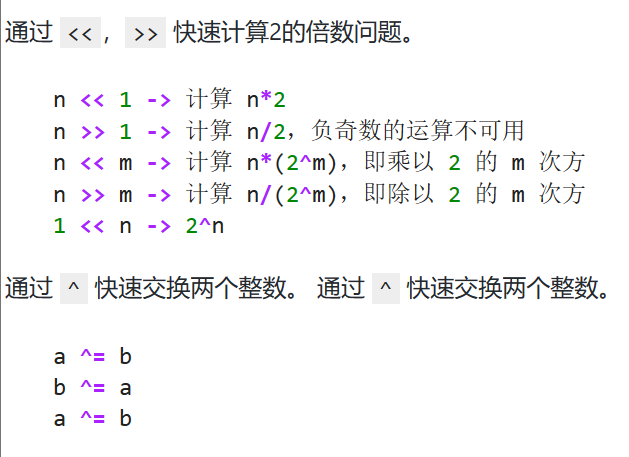 通过 <<, >> 快速计算2的倍数问题。
n << 1 -> 计算 n*2
n >> 1 -> 计算 n/2，负奇数的运算不可用
n << m -> 计算 n*(2^m)，即乘以 2 的 m 次方
n >> m -> 计算 n/(2^m)，即除以 2 的 m 次方
1 << n -> 2^n
通过 ^ 快速交换两个整数。 通过 ^ 快速交换两个整数。
a ^= b
b ^= a
a ^= b